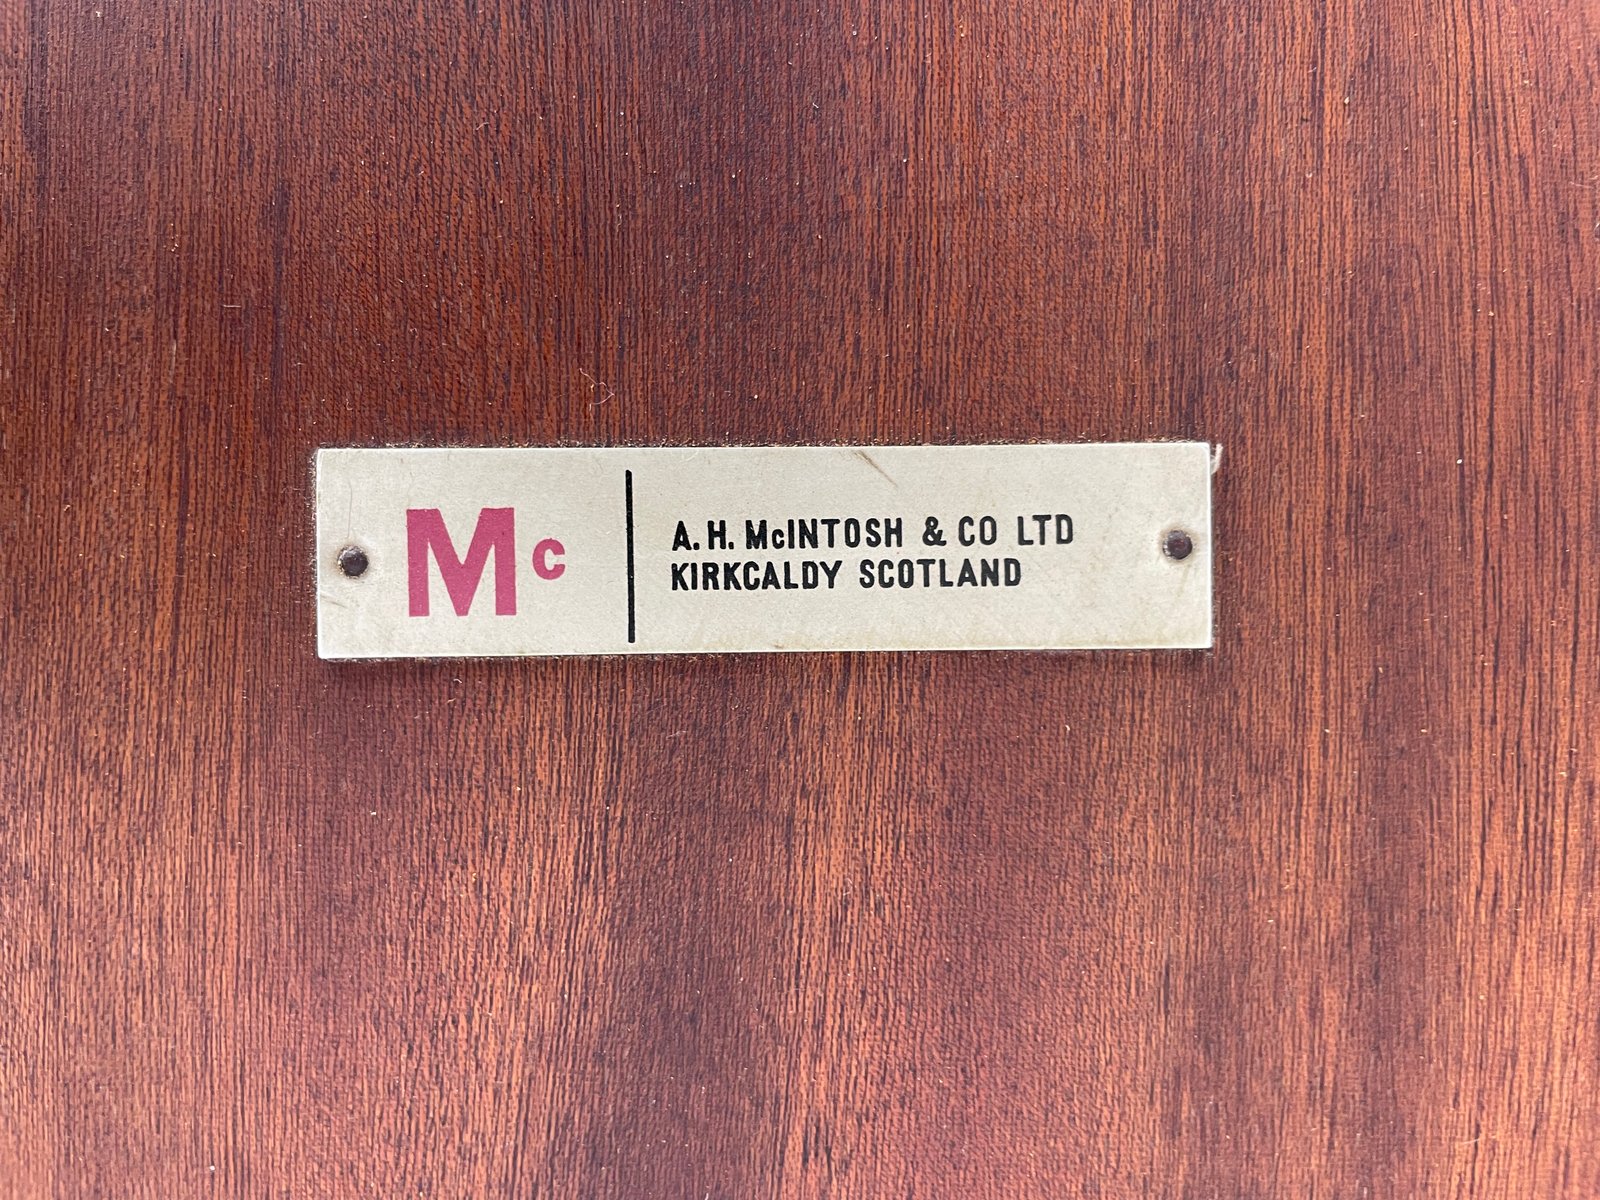 Mc
A. H. McINTOSH & CO LTD
KIRKCALDY SCOTLAND